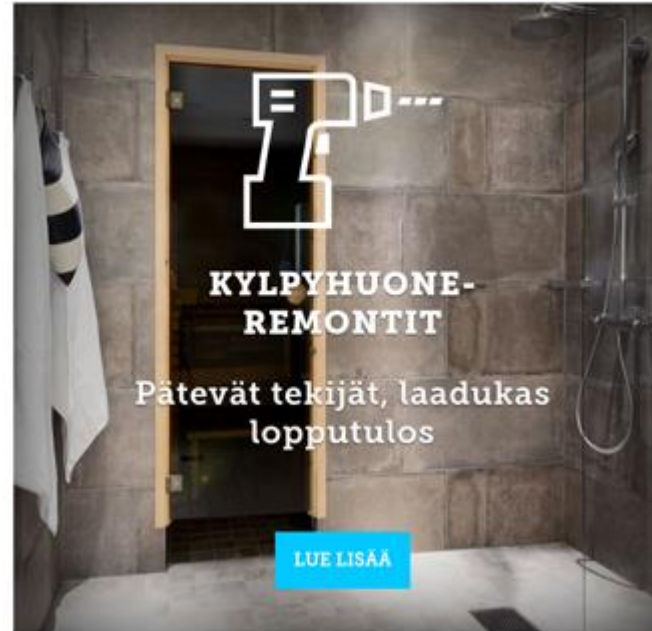 KYLPYHUONE-
REMONTIT
Pätevät tekijät, laadukas
lopputulos
LUE LISÄÄ